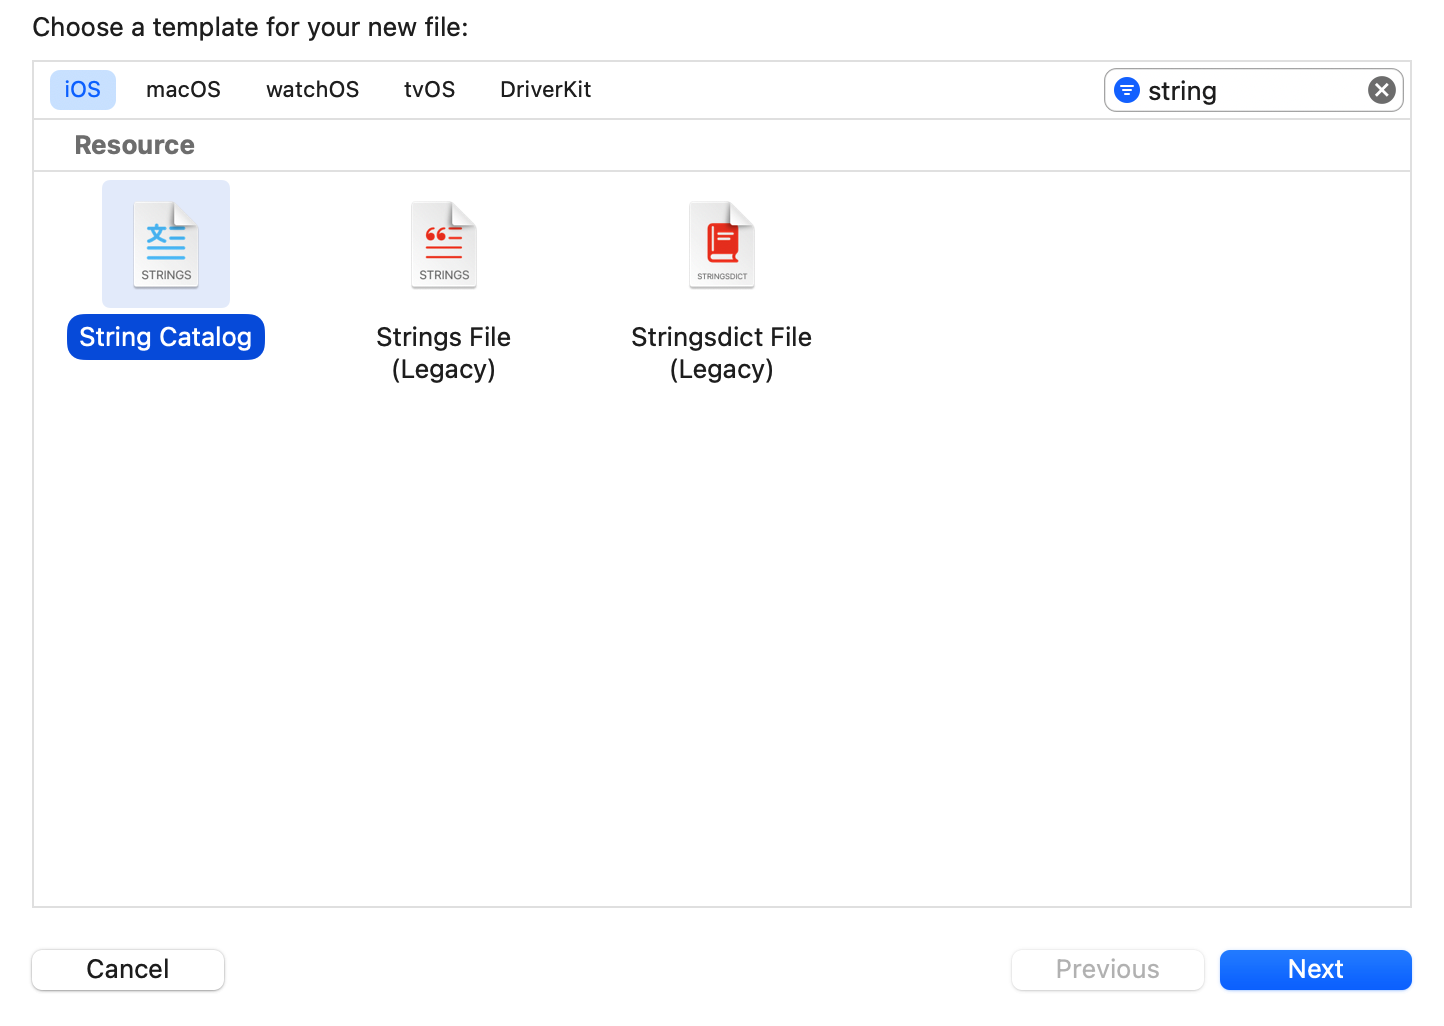 Choose a template for your new file:
iOS macOS watchOS tvOS DriverKit string
Resource
STRINGS STRINGS STRINGSDICT
String Catalog Strings File Stringsdict File
(Legacy) (Legacy)
Cancel Previous Next